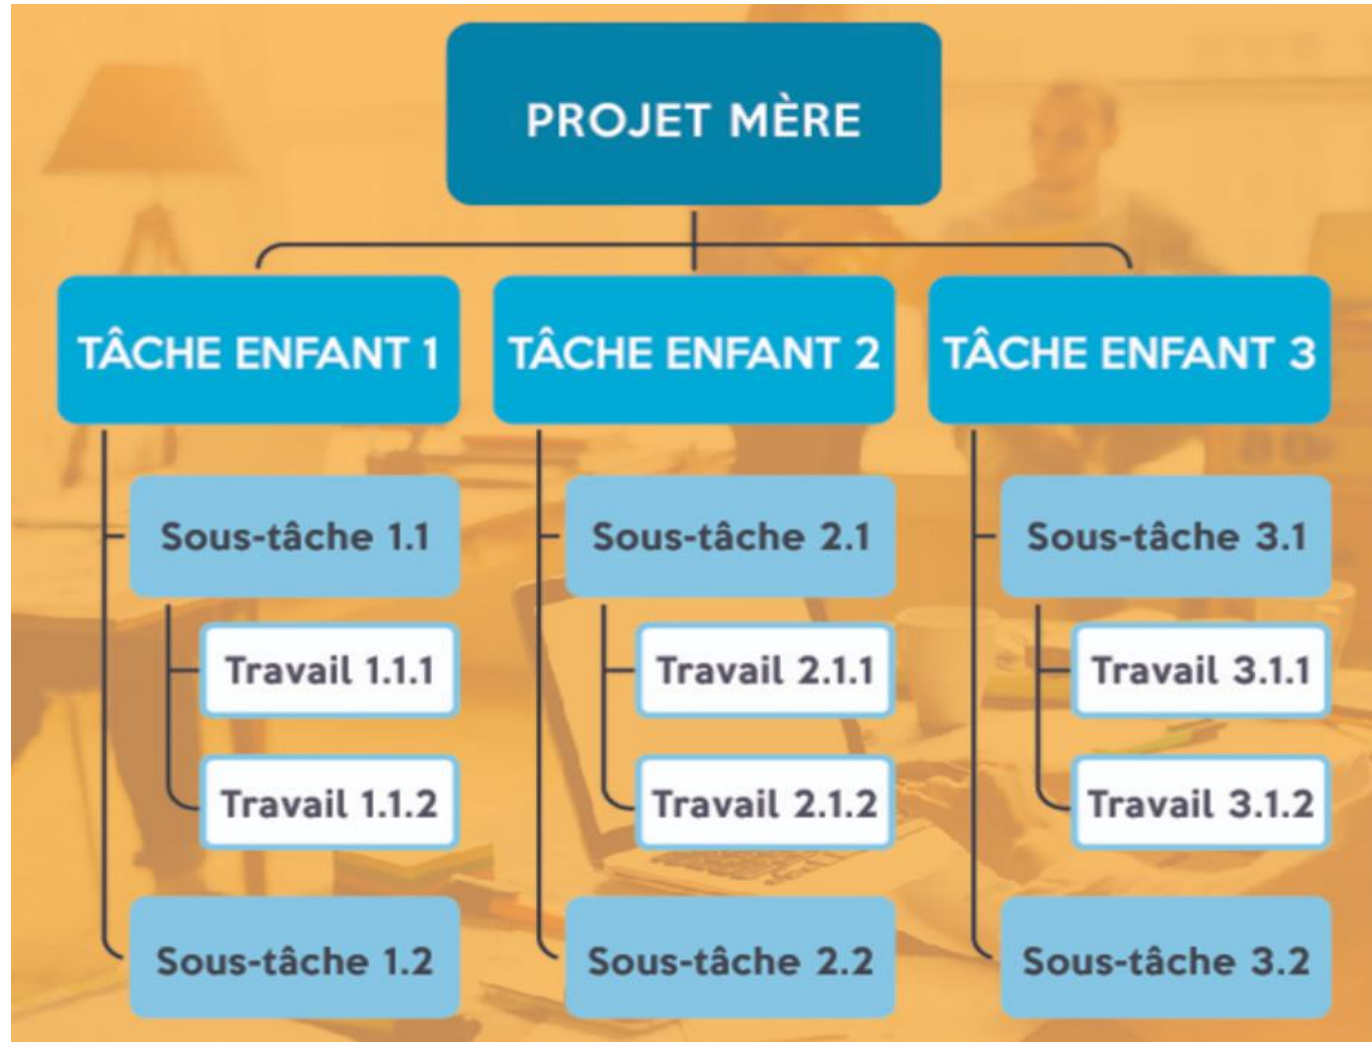 PROJET MÈRE
TÂCHE ENFANT 1
TÂCHE ENFANT 2
TÂCHE ENFANT 3
Sous-tâche 1.1
Travail 1.1.1
Travail 1.1.2
Sous-tâche 1.2
Sous-tâche 2.1
Travail 2.1.1
Travail 2.1.2
Sous-tâche 2.2
Sous-tâche 3.1
Travail 3.1.1
Travail 3.1.2
Sous-tâche 3.2